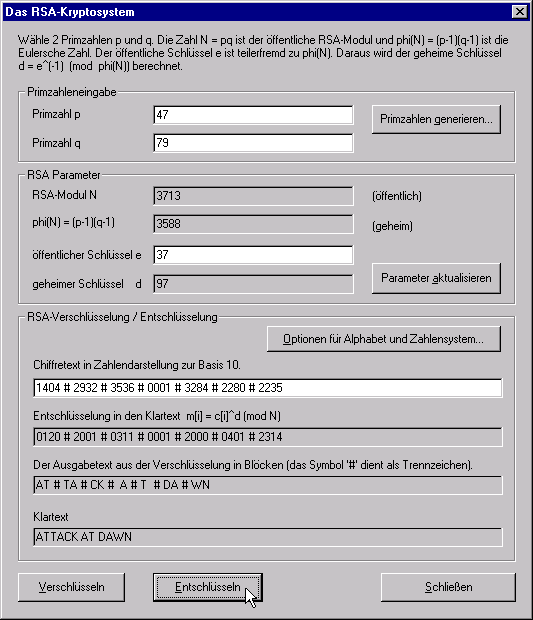 Das RSA-Kryptosystem
Wähle 2 Primzahlen p und q. Die Zahl N = pq ist der öffentliche RSA-Modul und phi(N) = (p-1)(q-1) ist die
Eulersche Zahl. Der öffentliche Schlüssel e ist teilerfremd zu phi(N). Daraus wird der geheime Schlüssel
d = e^(-1) (mod phi(N)) berechnet.
Primzahleneingabe
Primzahl p 47 Primzahlen generieren...
Primzahl q 79
RSA Parameter
RSA-Modul N 3713 (öffentlich)
phi(N) = (p-1)(q-1) 3588 (geheim)
öffentlicher Schlüssel e 37
geheimer Schlüssel d 97 Parameter aktualisieren
RSA-Verschlüsselung / Entschlüsselung
Optionen für Alphabet und Zahlensystem...
Chiffretext in Zahlendarstellung zur Basis 10.
1404 # 2932 # 3536 # 0001 # 3284 # 2280 # 2235
Entschlüsselung in den Klartext m[i] = c[i]^d (mod N)
0120 # 2001 # 0311 # 0001 # 2000 # 0401 # 2314
Der Ausgabetext aus der Verschlüsselung in Blöcken (das Symbol '#' dient als Trennzeichen).
AT # TA # CK #  A # T  # DA # WN
Klartext
ATTACK AT DAWN
Verschlüsseln Entschlüsseln Schließen